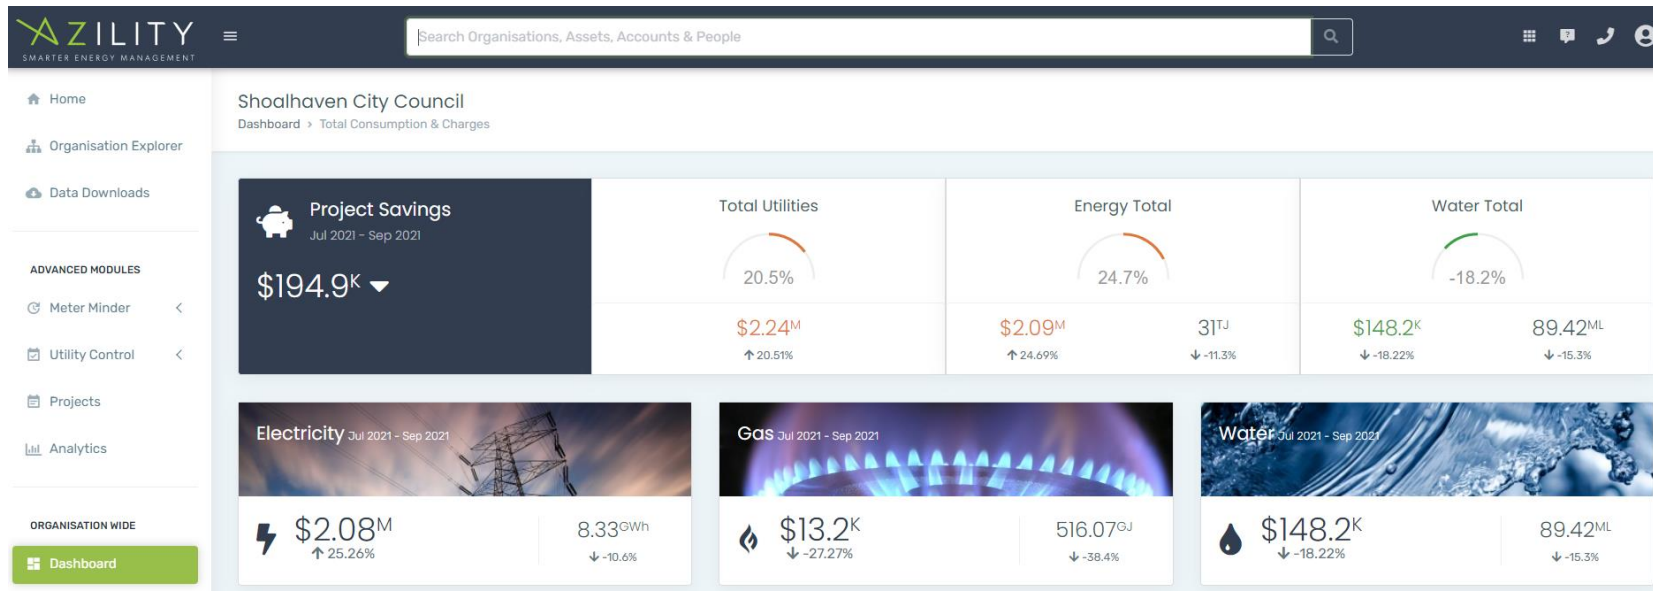 AZILITY
SMARTER ENERGY MANAGEMENT
Search Organisations, Assets, Accounts & People
Home
Organisation Explorer
Data Downloads
ADVANCED MODULES
Meter Minder
Utility Control
Projects
Analytics
ORGANISATION WIDE
Dashboard
Shoalhaven City Council
Dashboard > Total Consumption & Charges
Project Savings
Jul 2021 - Sep 2021
$194.9K
Total Utilities
20.5%
$2.24M
20.51%
Energy Total
24.7%
$2.09M 31TJ
24.69% -11.3%
Water Total
-18.2%
$148.2K 89.42ML
-18.22% -15.3%
Electricity Jul 2021 - Sep 2021
$2.08M 8.33GWh
25.26% -10.6%
Gas Jul 2021 - Sep 2021
$13.2K 516.07GJ
-27.27% -38.4%
Water Jul 2021 - Sep 2021
$148.2K 89.42ML
-18.22% -15.3%